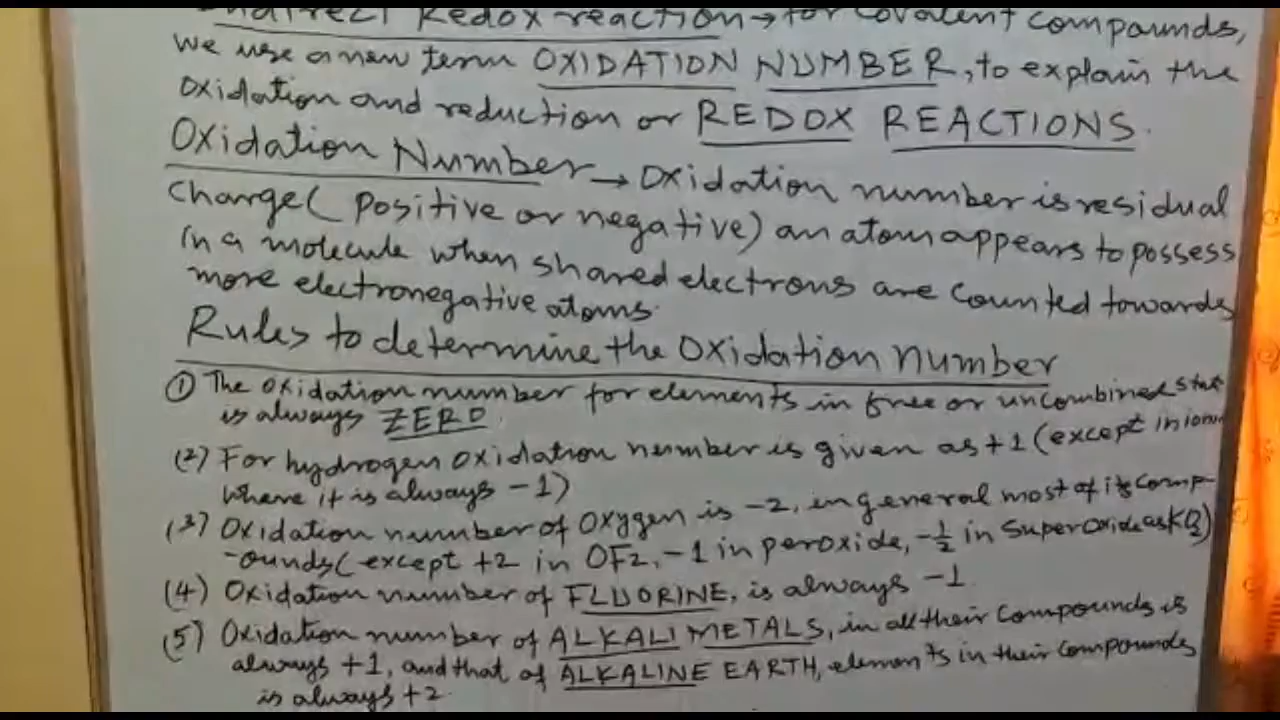 Indirect Redox reaction → for covalent compounds,
we use a new term OXIDATION NUMBER, to explain the
oxidation and reduction or REDOX REACTIONS.
Oxidation Number → Oxidation number is residual
Charge ( positive or negative) an atom appears to possess
in a molecule when shared electrons are counted towards
more electronegative atoms.
Rules to determine the Oxidation number
① The oxidation number for elements in free or uncombined state
is always ZERO.
(2) For hydrogen oxidation number is given as +1 (except in ionic
where it is always -1)
(3) Oxidation number of Oxygen is -2, in general most of its comp-
-ounds (except +2 in OF2, -1 in peroxide, -1/2 in Superoxide as KO2)
(4) Oxidation number of FLUORINE, is always -1
(5) Oxidation number of ALKALI METALS, in all their compounds is
always +1, and that of ALKALINE EARTH, elements in their compounds
is always +2.